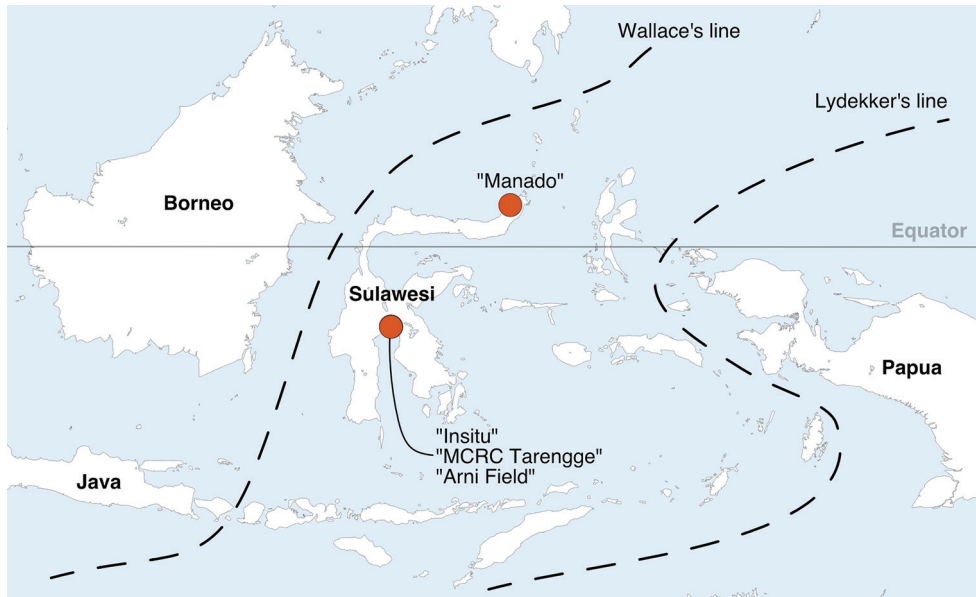 Wallace's line
Lydekker's line
"Manado"
Borneo
Equator
Sulawesi
Papua
"Insitu"
"MCRC Tarengge"
"Arni Field"
Java